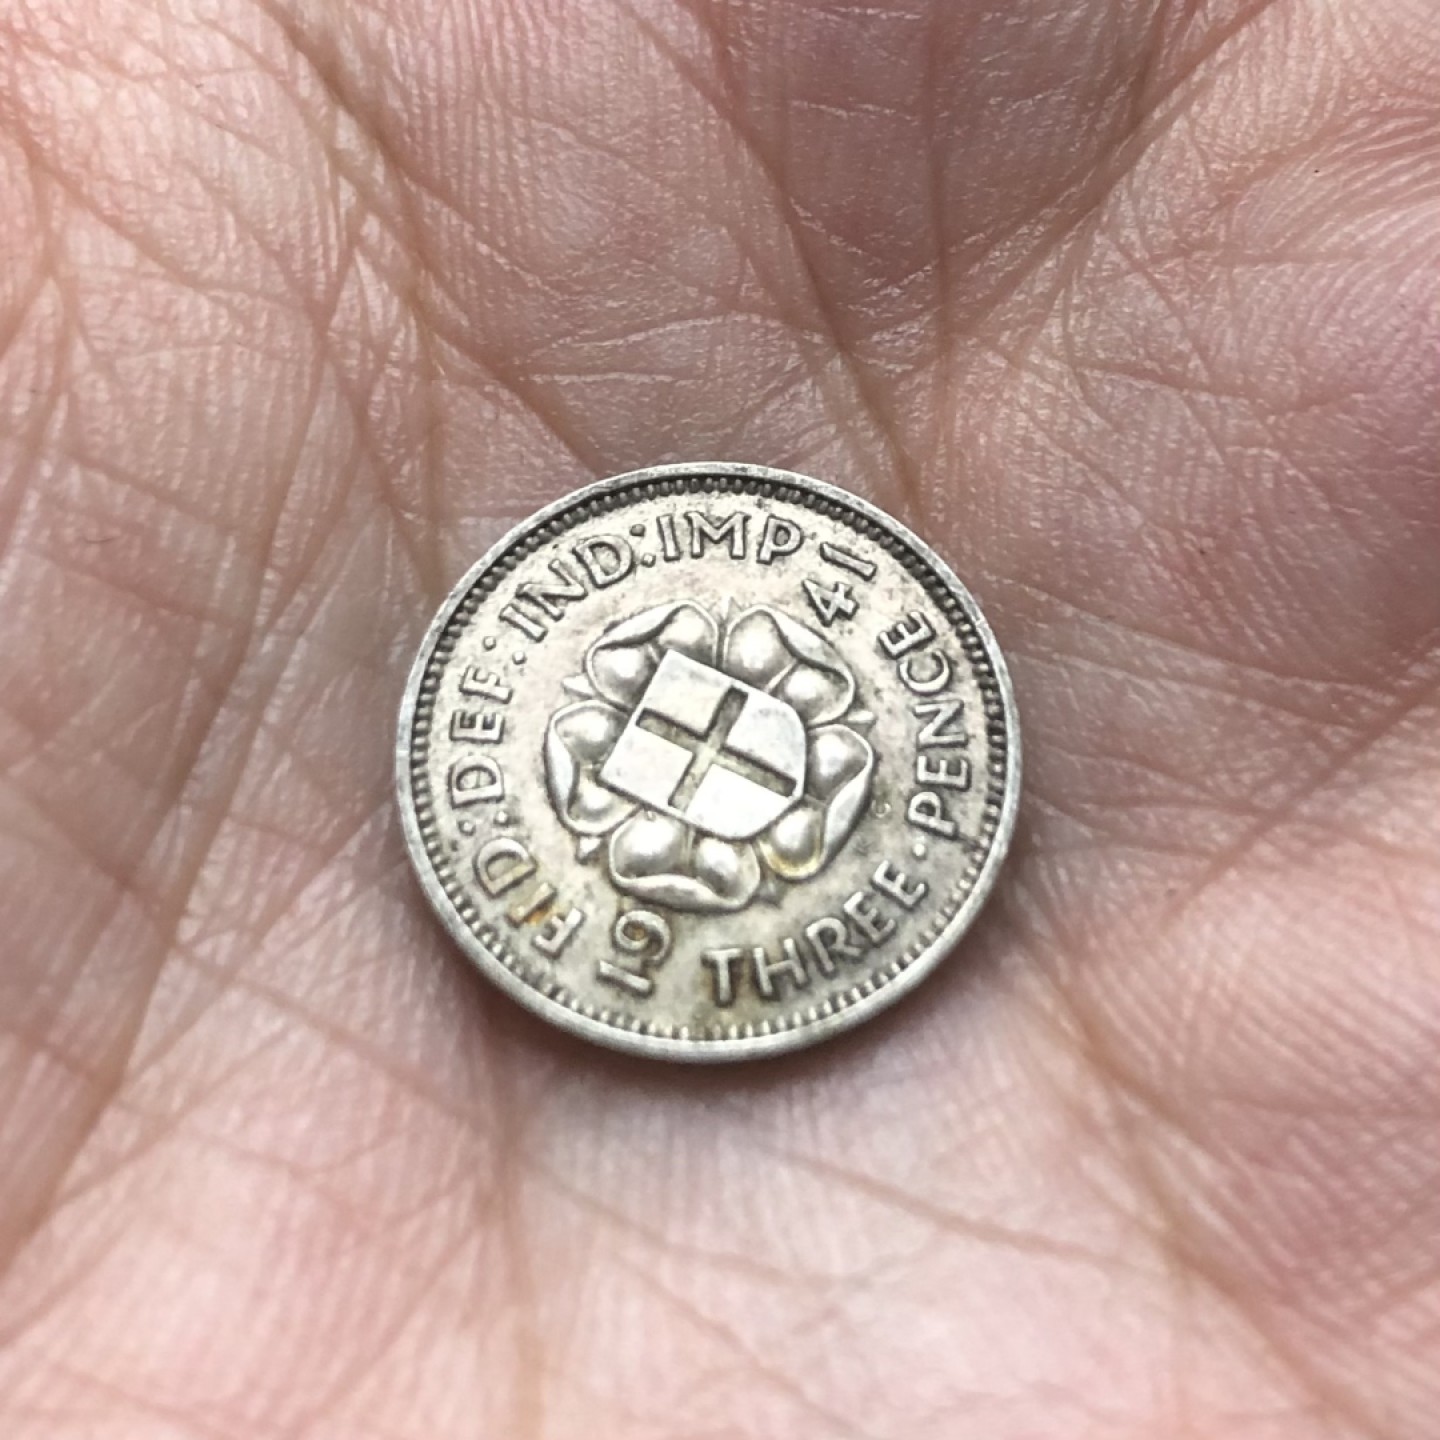 FID:DEF:IND:IMP
THREE·PENCE
19 41